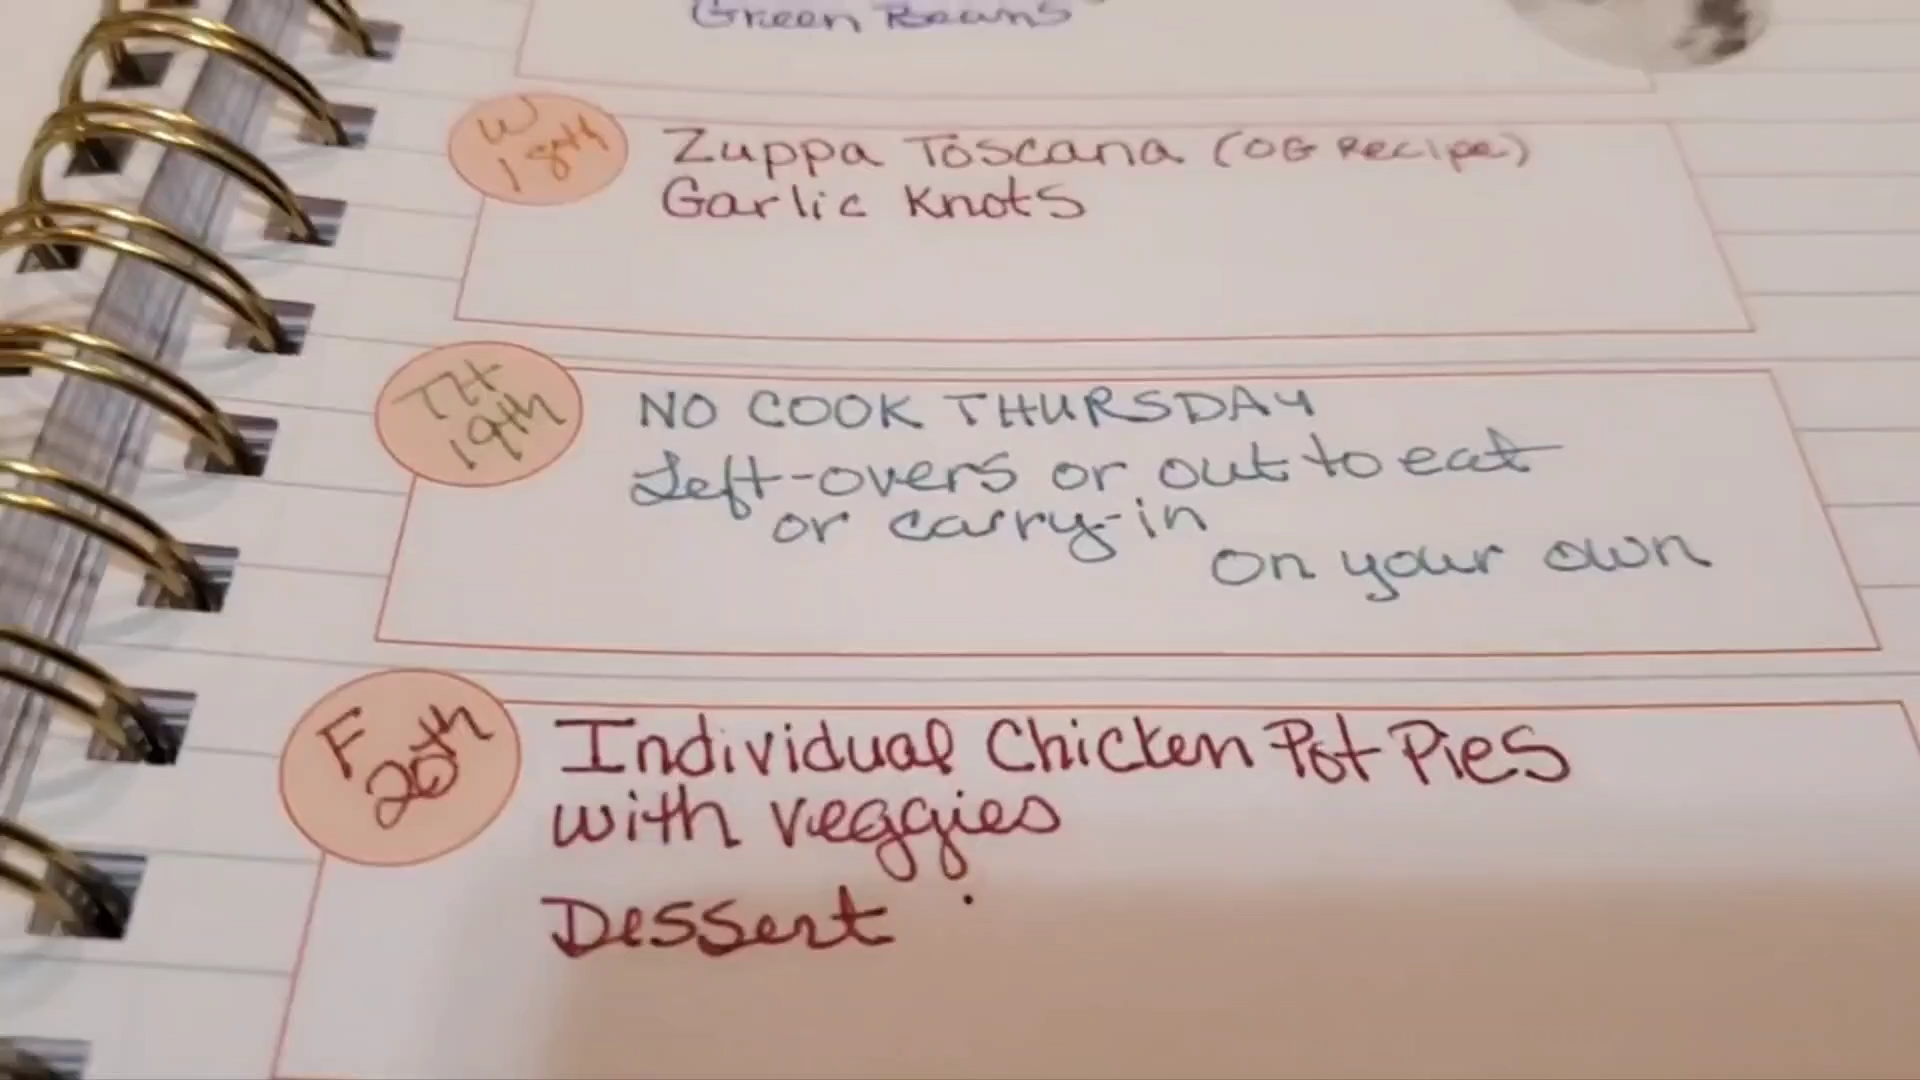 Green Beans
W
18th
Zuppa Toscana (OG Recipe)
Garlic Knots
TH
19th
NO COOK THURSDAY
Left-overs or out to eat
or carry-in
on your own
F
20th
Individual Chicken Pot Pies
with veggies
Dessert